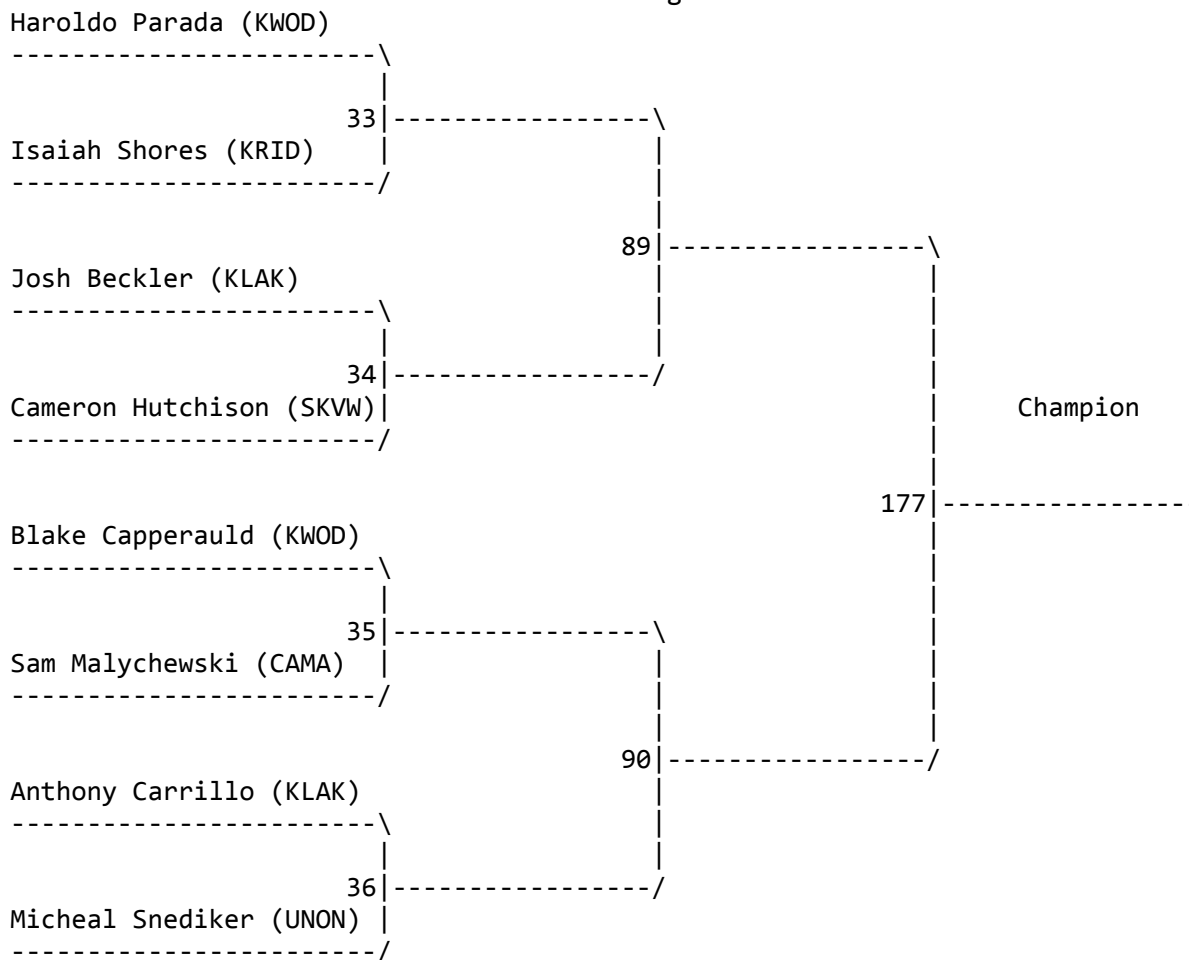 Haroldo Parada (KWOD)
------------------------\
|
33|-----------------\
Isaiah Shores (KRID) | |
------------------------/ |
|
89|-----------------\
Josh Beckler (KLAK) | |
------------------------\ | |
| | |
34|-----------------/ |
Cameron Hutchison (SKVW)| | Champion
------------------------/ |
|
177|----------------
Blake Capperauld (KWOD) |
------------------------\ |
| |
35|-----------------\ |
Sam Malychewski (CAMA) | | |
------------------------/ | |
| |
90|-----------------/
Anthony Carrillo (KLAK) |
------------------------\ |
| |
36|-----------------/
Micheal Snediker (UNON) |
------------------------/